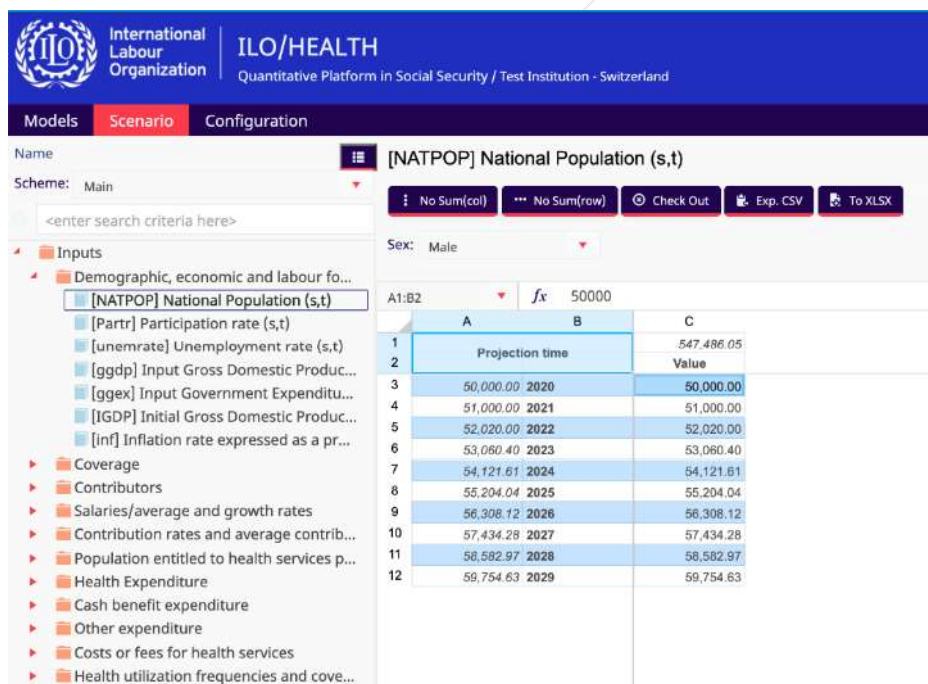 International
Labour
Organization
ILO/HEALTH
Quantitative Platform in Social Security / Test Institution - Switzerland
Models Scenario Configuration
Name
Scheme: Main
<enter search criteria here>
Inputs
Demographic, economic and labour fo...
[NATPOP] National Population (s,t)
[Partr] Participation rate (s,t)
[unemrate] Unemployment rate (s,t)
[ggdp] Input Gross Domestic Produc...
[ggex] Input Government Expenditu...
[IGDP] Initial Gross Domestic Produc...
[inf] Inflation rate expressed as a pr...
Coverage
Contributors
Salaries/average and growth rates
Contribution rates and average contrib...
Population entitled to health services p...
Health Expenditure
Cash benefit expenditure
Other expenditure
Costs or fees for health services
Health utilization frequencies and cove...
[NATPOP] National Population (s,t)
No Sum(col) No Sum(row) Check Out Exp. CSV To XLSX
Sex: Male
A1:B2 fx 50000
A B C
1 547,486.05
Projection time
2 Value
3 50,000.00 2020 50,000.00
4 51,000.00 2021 51,000.00
5 52,020.00 2022 52,020.00
6 53,060.40 2023 53,060.40
7 54,121.61 2024 54,121.61
8 55,204.04 2025 55,204.04
9 56,308.12 2026 56,308.12
10 57,434.28 2027 57,434.28
11 58,582.97 2028 58,582.97
12 59,754.63 2029 59,754.63